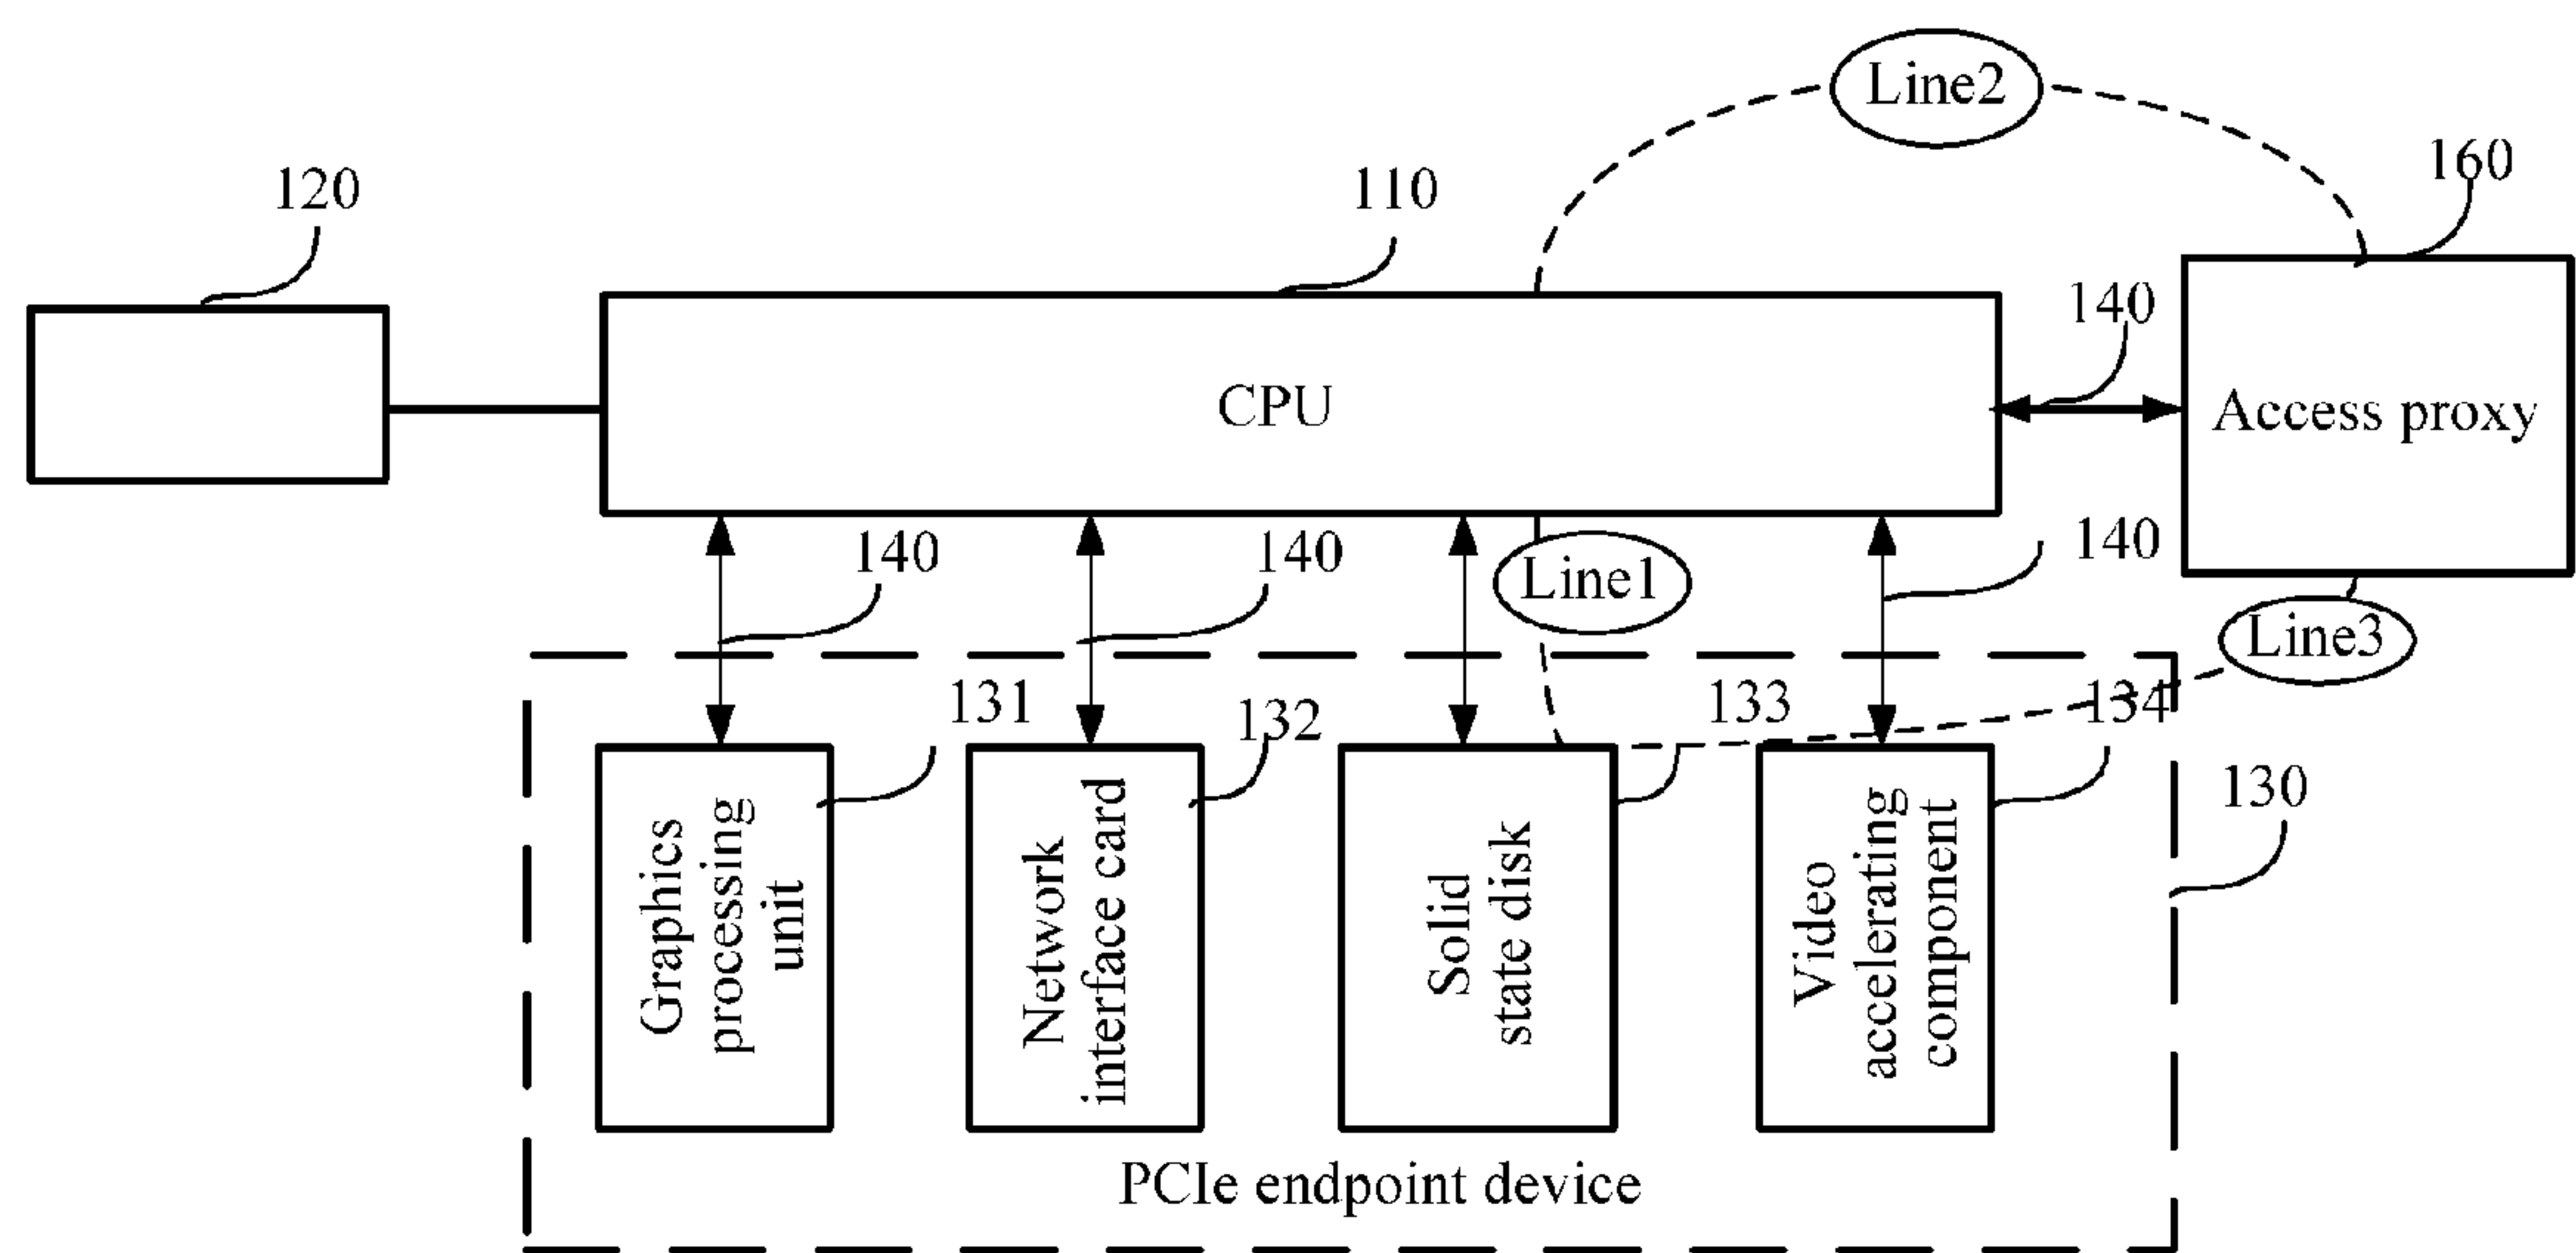 Line2
160
120
110
140
CPU
Access proxy
140
140
140
Line1
Line3
131
132
133
134
130
Graphics
processing
unit
Network
interface card
Solid
state disk
Video
accelerating
component
PCIe endpoint device